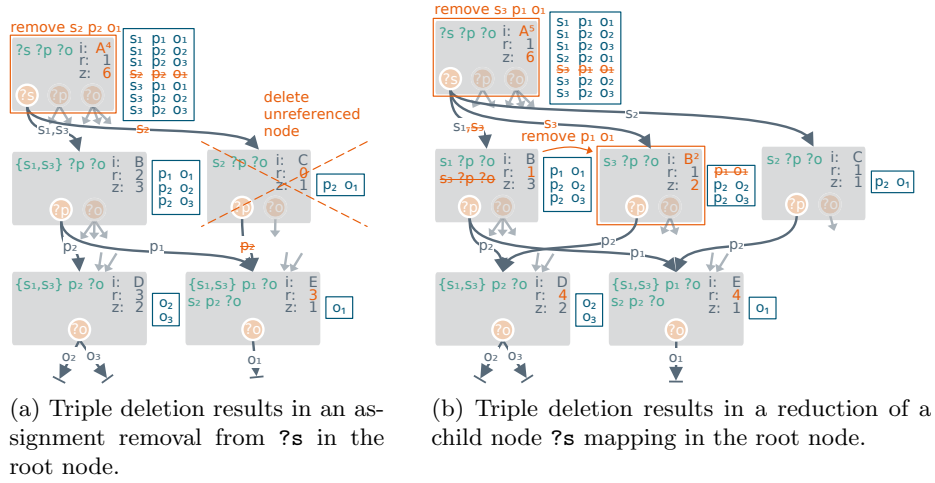 remove s₂ p₂ o₁
?s ?p ?o i: A⁴
r: 1
z: 6
?s ?p ?o
s₁ p₁ o₁
s₁ p₂ o₂
s₁ p₂ o₃
s₂ p₂ o₁
s₃ p₁ o₁
s₃ p₂ o₂
s₃ p₂ o₃
delete
unreferenced
node
s₁,s₃
s₂
{s₁,s₃} ?p ?o i: B
r: 2
z: 3
?p ?o
p₁ o₁
p₂ o₂
p₂ o₃
s₂ ?p ?o i: C
r: 0
z: 1
?p ?o
p₂ o₁
p₂
p₁
p₂
{s₁,s₃} p₂ ?o i: D
r: 3
z: 2
?o
o₂
o₃
{s₁,s₃} p₁ ?o i: E
s₂ p₂ ?o r: 3
z: 1
?o
o₁
o₂ o₃
o₁
(a) Triple deletion results in an as-
signment removal from ?s in the
root node.
remove s₃ p₁ o₁
?s ?p ?o i: A⁵
r: 1
z: 6
?s ?p ?o
s₁ p₁ o₁
s₁ p₂ o₂
s₁ p₂ o₃
s₃ p₁ o₁
s₃ p₂ o₂
s₃ p₂ o₃
s₁,s₃
s₃
s₂
remove p₁ o₁
s₁ ?p ?o i: B
s₃ ?p ?o r: 1
z: 3
?p ?o
p₁ o₁
p₂ o₂
p₂ o₃
s₃ ?p ?o i: B²
r: 1
z: 2
?p ?o
p₁ o₁
p₂ o₂
p₂ o₃
s₂ ?p ?o i: C
r: 1
z: 1
?p ?o
p₂ o₁
p₂
p₂
p₁
p₂
{s₁,s₃} p₂ ?o i: D
r: 4
z: 2
?o
o₂
o₃
{s₁,s₃} p₁ ?o i: E
s₂ p₂ ?o r: 4
z: 1
?o
o₁
o₂ o₃
o₁
(b) Triple deletion results in a reduction of a
child node ?s mapping in the root node.